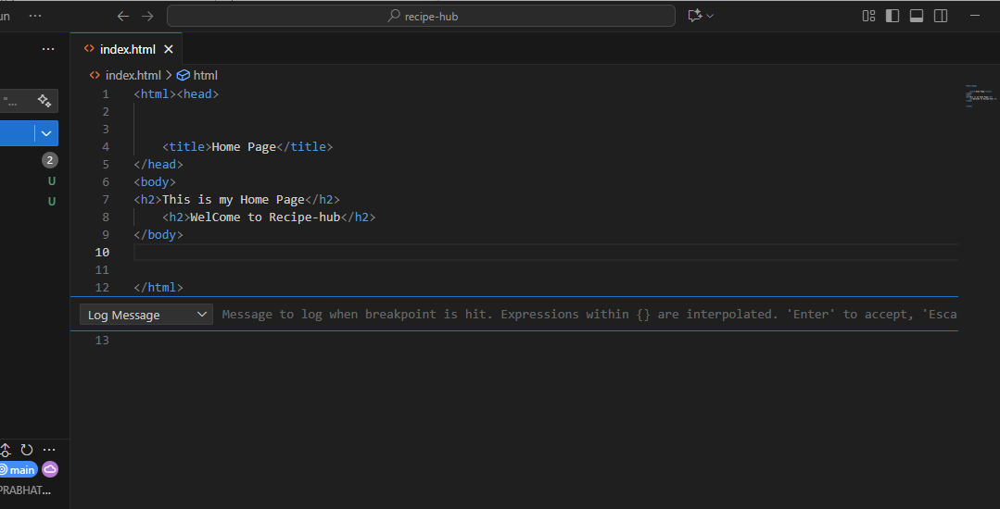 un ··· recipe-hub
index.html
index.html > html
"...
2
U
U
1 <html><head>
2
3
4 <title>Home Page</title>
5 </head>
6 <body>
7 <h2>This is my Home Page</h2>
8 <h2>WelCome to Recipe-hub</h2>
9 </body>
10
11
12 </html>
Log Message Message to log when breakpoint is hit. Expressions within {} are interpolated. 'Enter' to accept, 'Esca
13
main
PRABHAT...